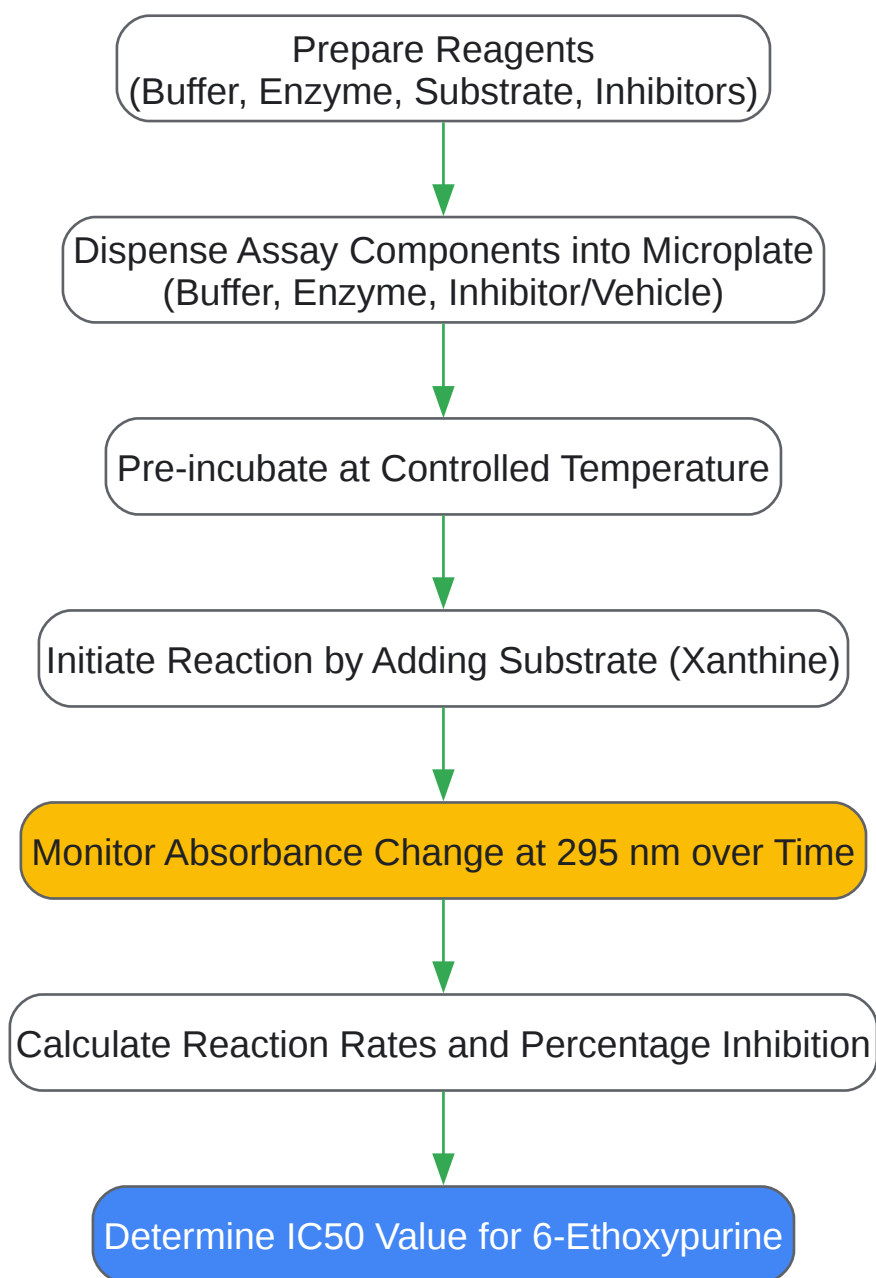 Prepare Reagents
(Buffer, Enzyme, Substrate, Inhibitors)
Dispense Assay Components into Microplate
(Buffer, Enzyme, Inhibitor/Vehicle)
Pre-incubate at Controlled Temperature
Initiate Reaction by Adding Substrate (Xanthine)
Monitor Absorbance Change at 295 nm over Time
Calculate Reaction Rates and Percentage Inhibition
Determine IC50 Value for 6-Ethoxypurine